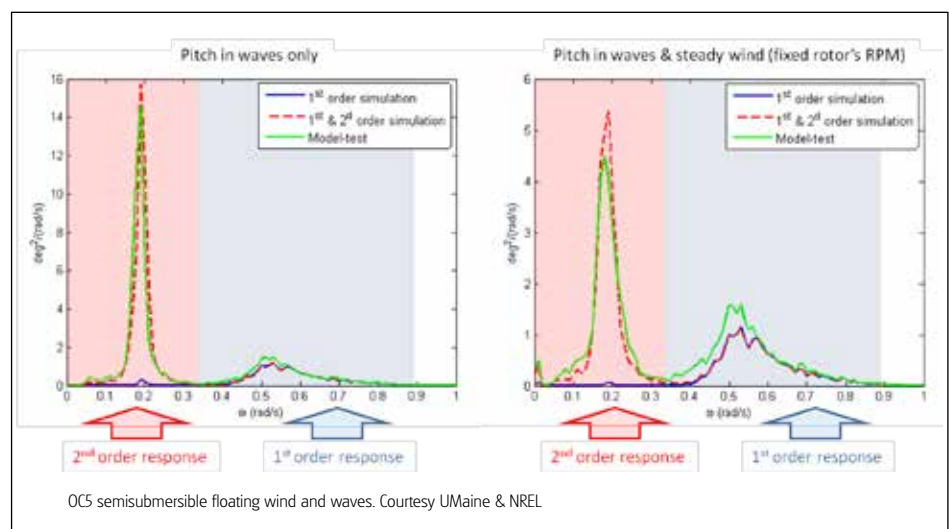 Pitch in waves only
16
14
12
10
8
6
4
2
0
deg²/(rad/s)
1st order simulation
1st & 2d order simulation
Model-test
0 0.1 0.2 0.3 0.4 0.5 0.6 0.7 0.8 0.9 1
ω (rad/s)
2nd order response
1st order response
Pitch in waves & steady wind (fixed rotor's RPM)
6
5
4
3
2
1
0
deg²/(rad/s)
1st order simulation
1st & 2d order simulation
Model-test
0 0.1 0.2 0.3 0.4 0.5 0.6 0.7 0.8 0.9 1
ω (rad/s)
2nd order response
1st order response
OC5 semisubmersible floating wind and waves. Courtesy UMaine & NREL